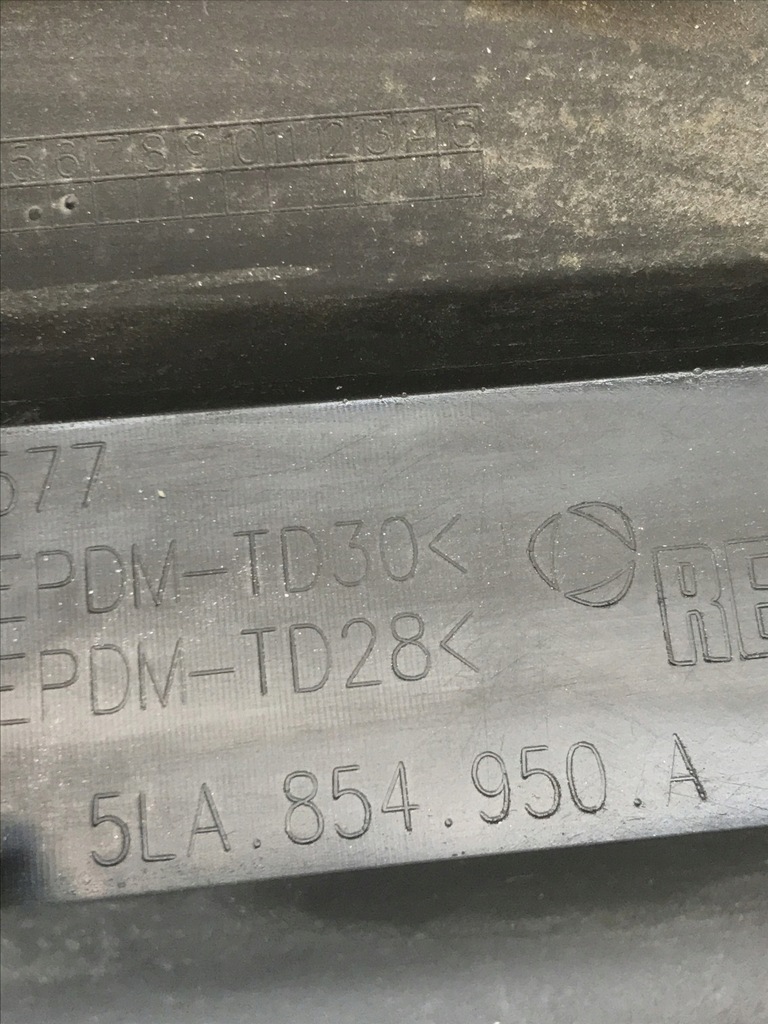 5 6 7 8 9 10 11 12 13 14 15
577
EPDM-TD30<
EPDM-TD28<
RE
5LA.854.950.A